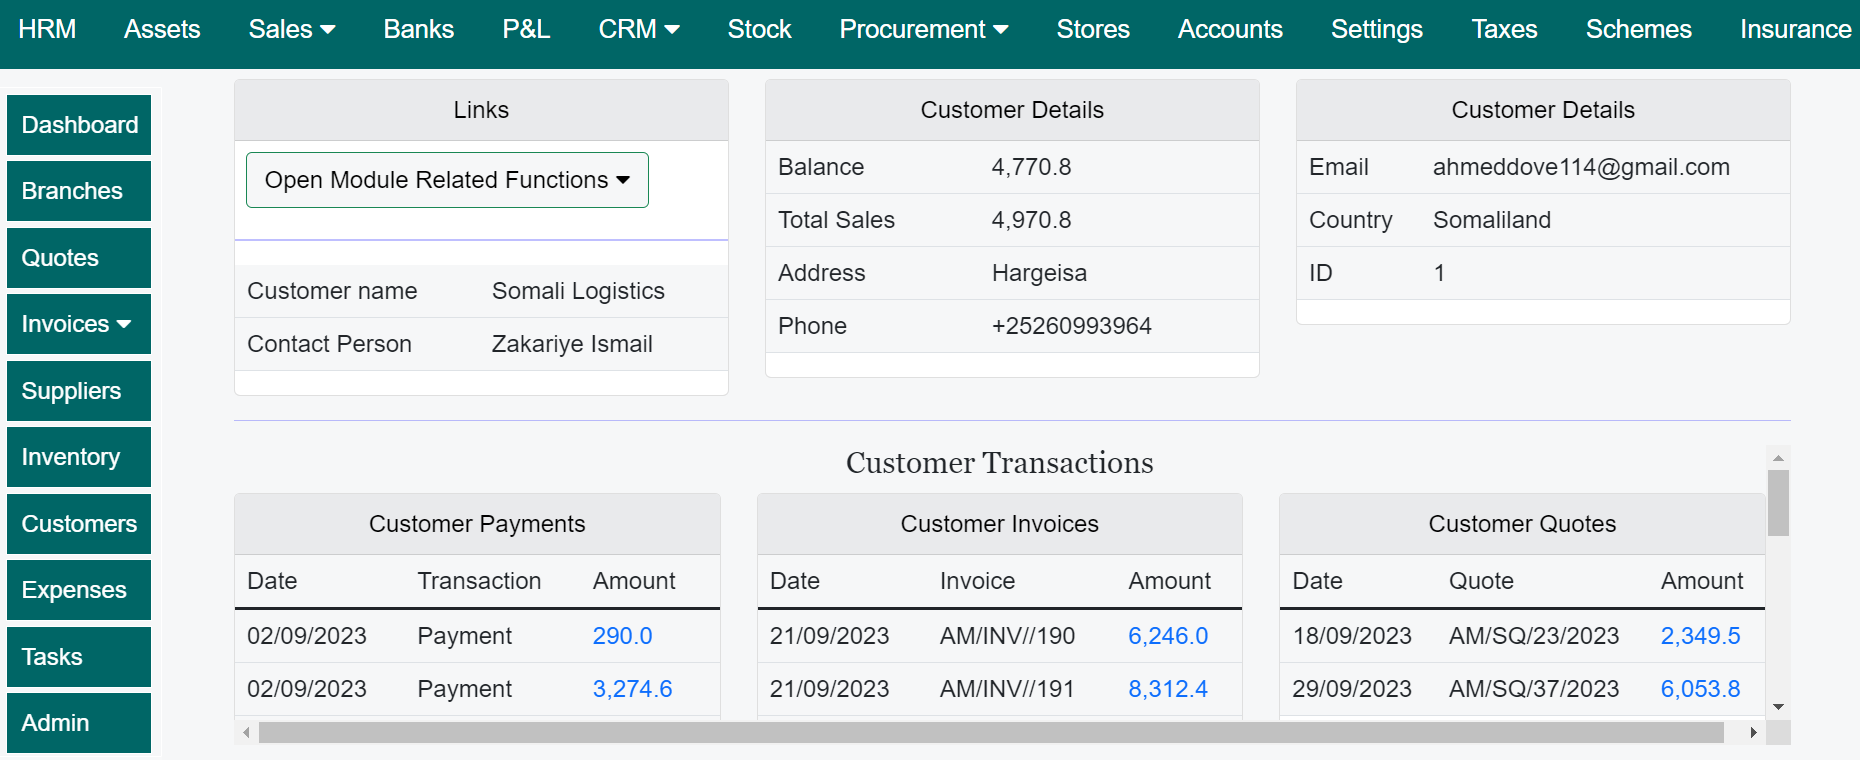 HRM Assets Sales Banks P&L CRM Stock Procurement Stores Accounts Settings Taxes Schemes Insurance
Dashboard
Branches
Quotes
Invoices
Suppliers
Inventory
Customers
Expenses
Tasks
Admin
Links
Open Module Related Functions
Customer name Somali Logistics
Contact Person Zakariye Ismail
Customer Details
Balance 4,770.8
Total Sales 4,970.8
Address Hargeisa
Phone +25260993964
Customer Details
Email ahmeddove114@gmail.com
Country Somaliland
ID 1
Customer Transactions
Customer Payments
Date Transaction Amount
02/09/2023 Payment 290.0
02/09/2023 Payment 3,274.6
Customer Invoices
Date Invoice Amount
21/09/2023 AM/INV//190 6,246.0
21/09/2023 AM/INV//191 8,312.4
Customer Quotes
Date Quote Amount
18/09/2023 AM/SQ/23/2023 2,349.5
29/09/2023 AM/SQ/37/2023 6,053.8